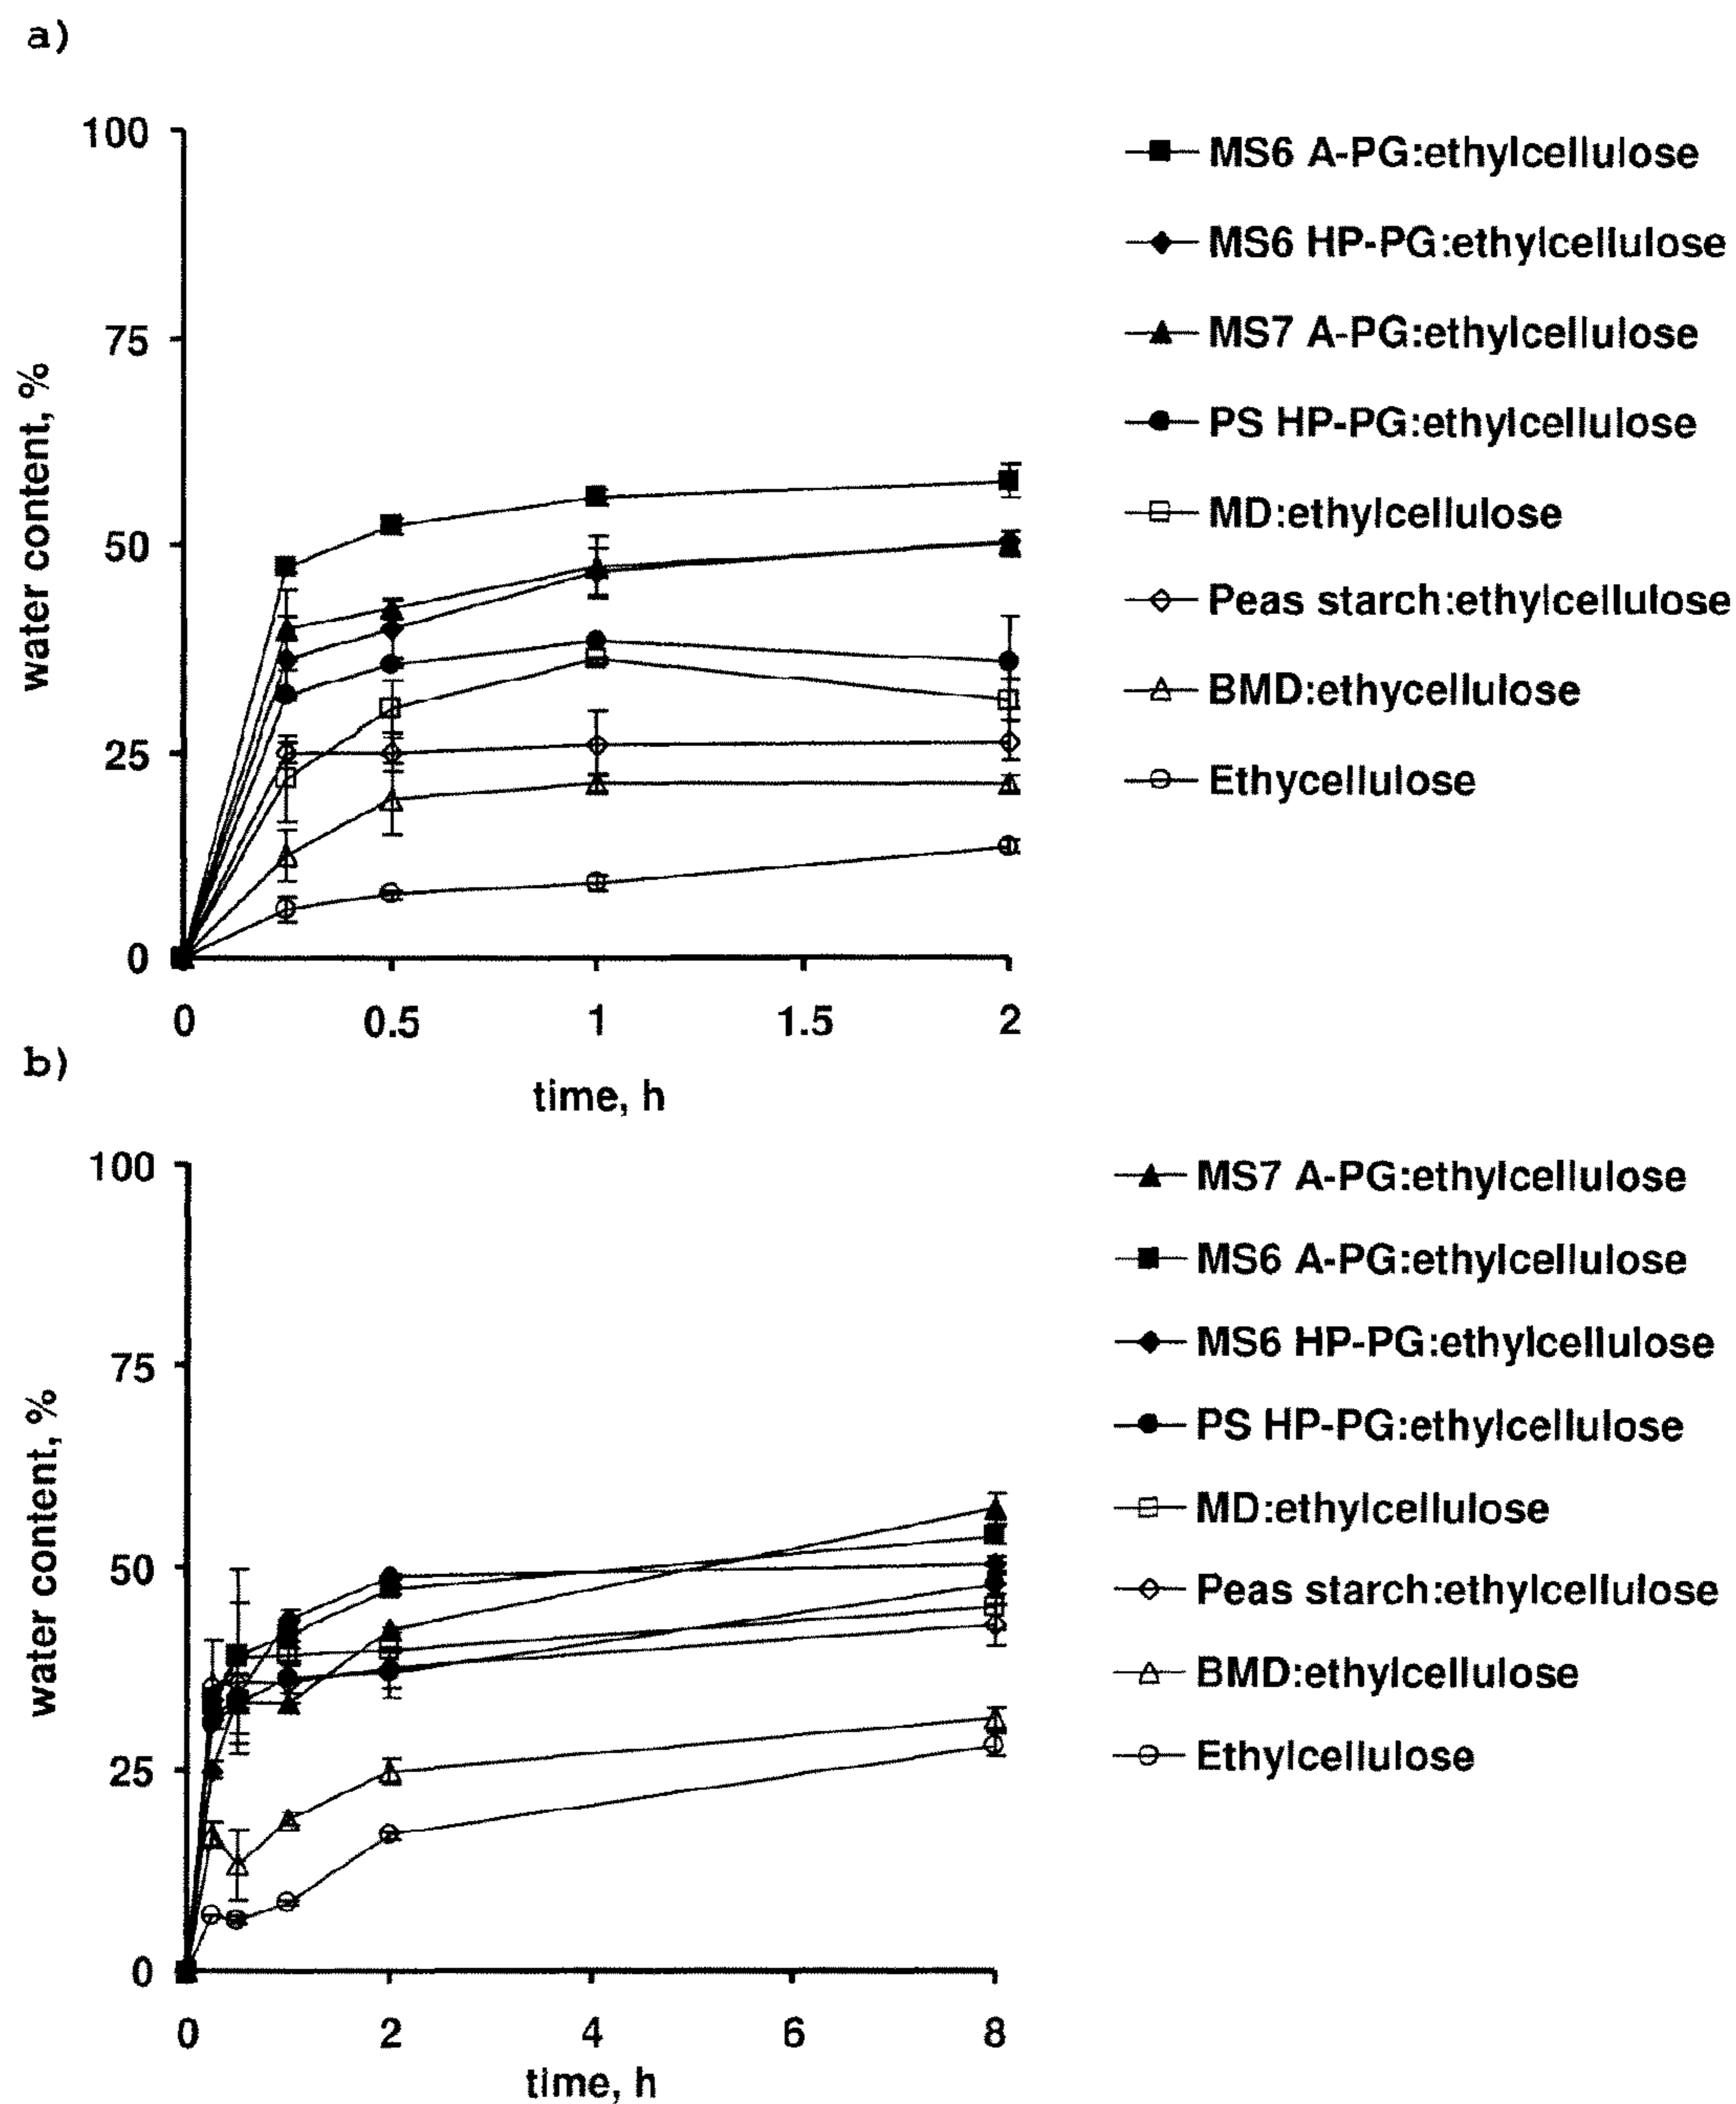 a)
100
75
50
25
0
water content, %
0 0.5 1 1.5 2
time, h
MS6 A-PG:ethylcellulose
MS6 HP-PG:ethylcellulose
MS7 A-PG:ethylcellulose
PS HP-PG:ethylcellulose
MD:ethylcellulose
Peas starch:ethylcellulose
BMD:ethycellulose
Ethycellulose
b)
100
75
50
25
0
water content, %
0 2 4 6 8
time, h
MS7 A-PG:ethylcellulose
MS6 A-PG:ethylcellulose
MS6 HP-PG:ethylcellulose
PS HP-PG:ethylcellulose
MD:ethylcellulose
Peas starch:ethylcellulose
BMD:ethylcellulose
Ethylcellulose